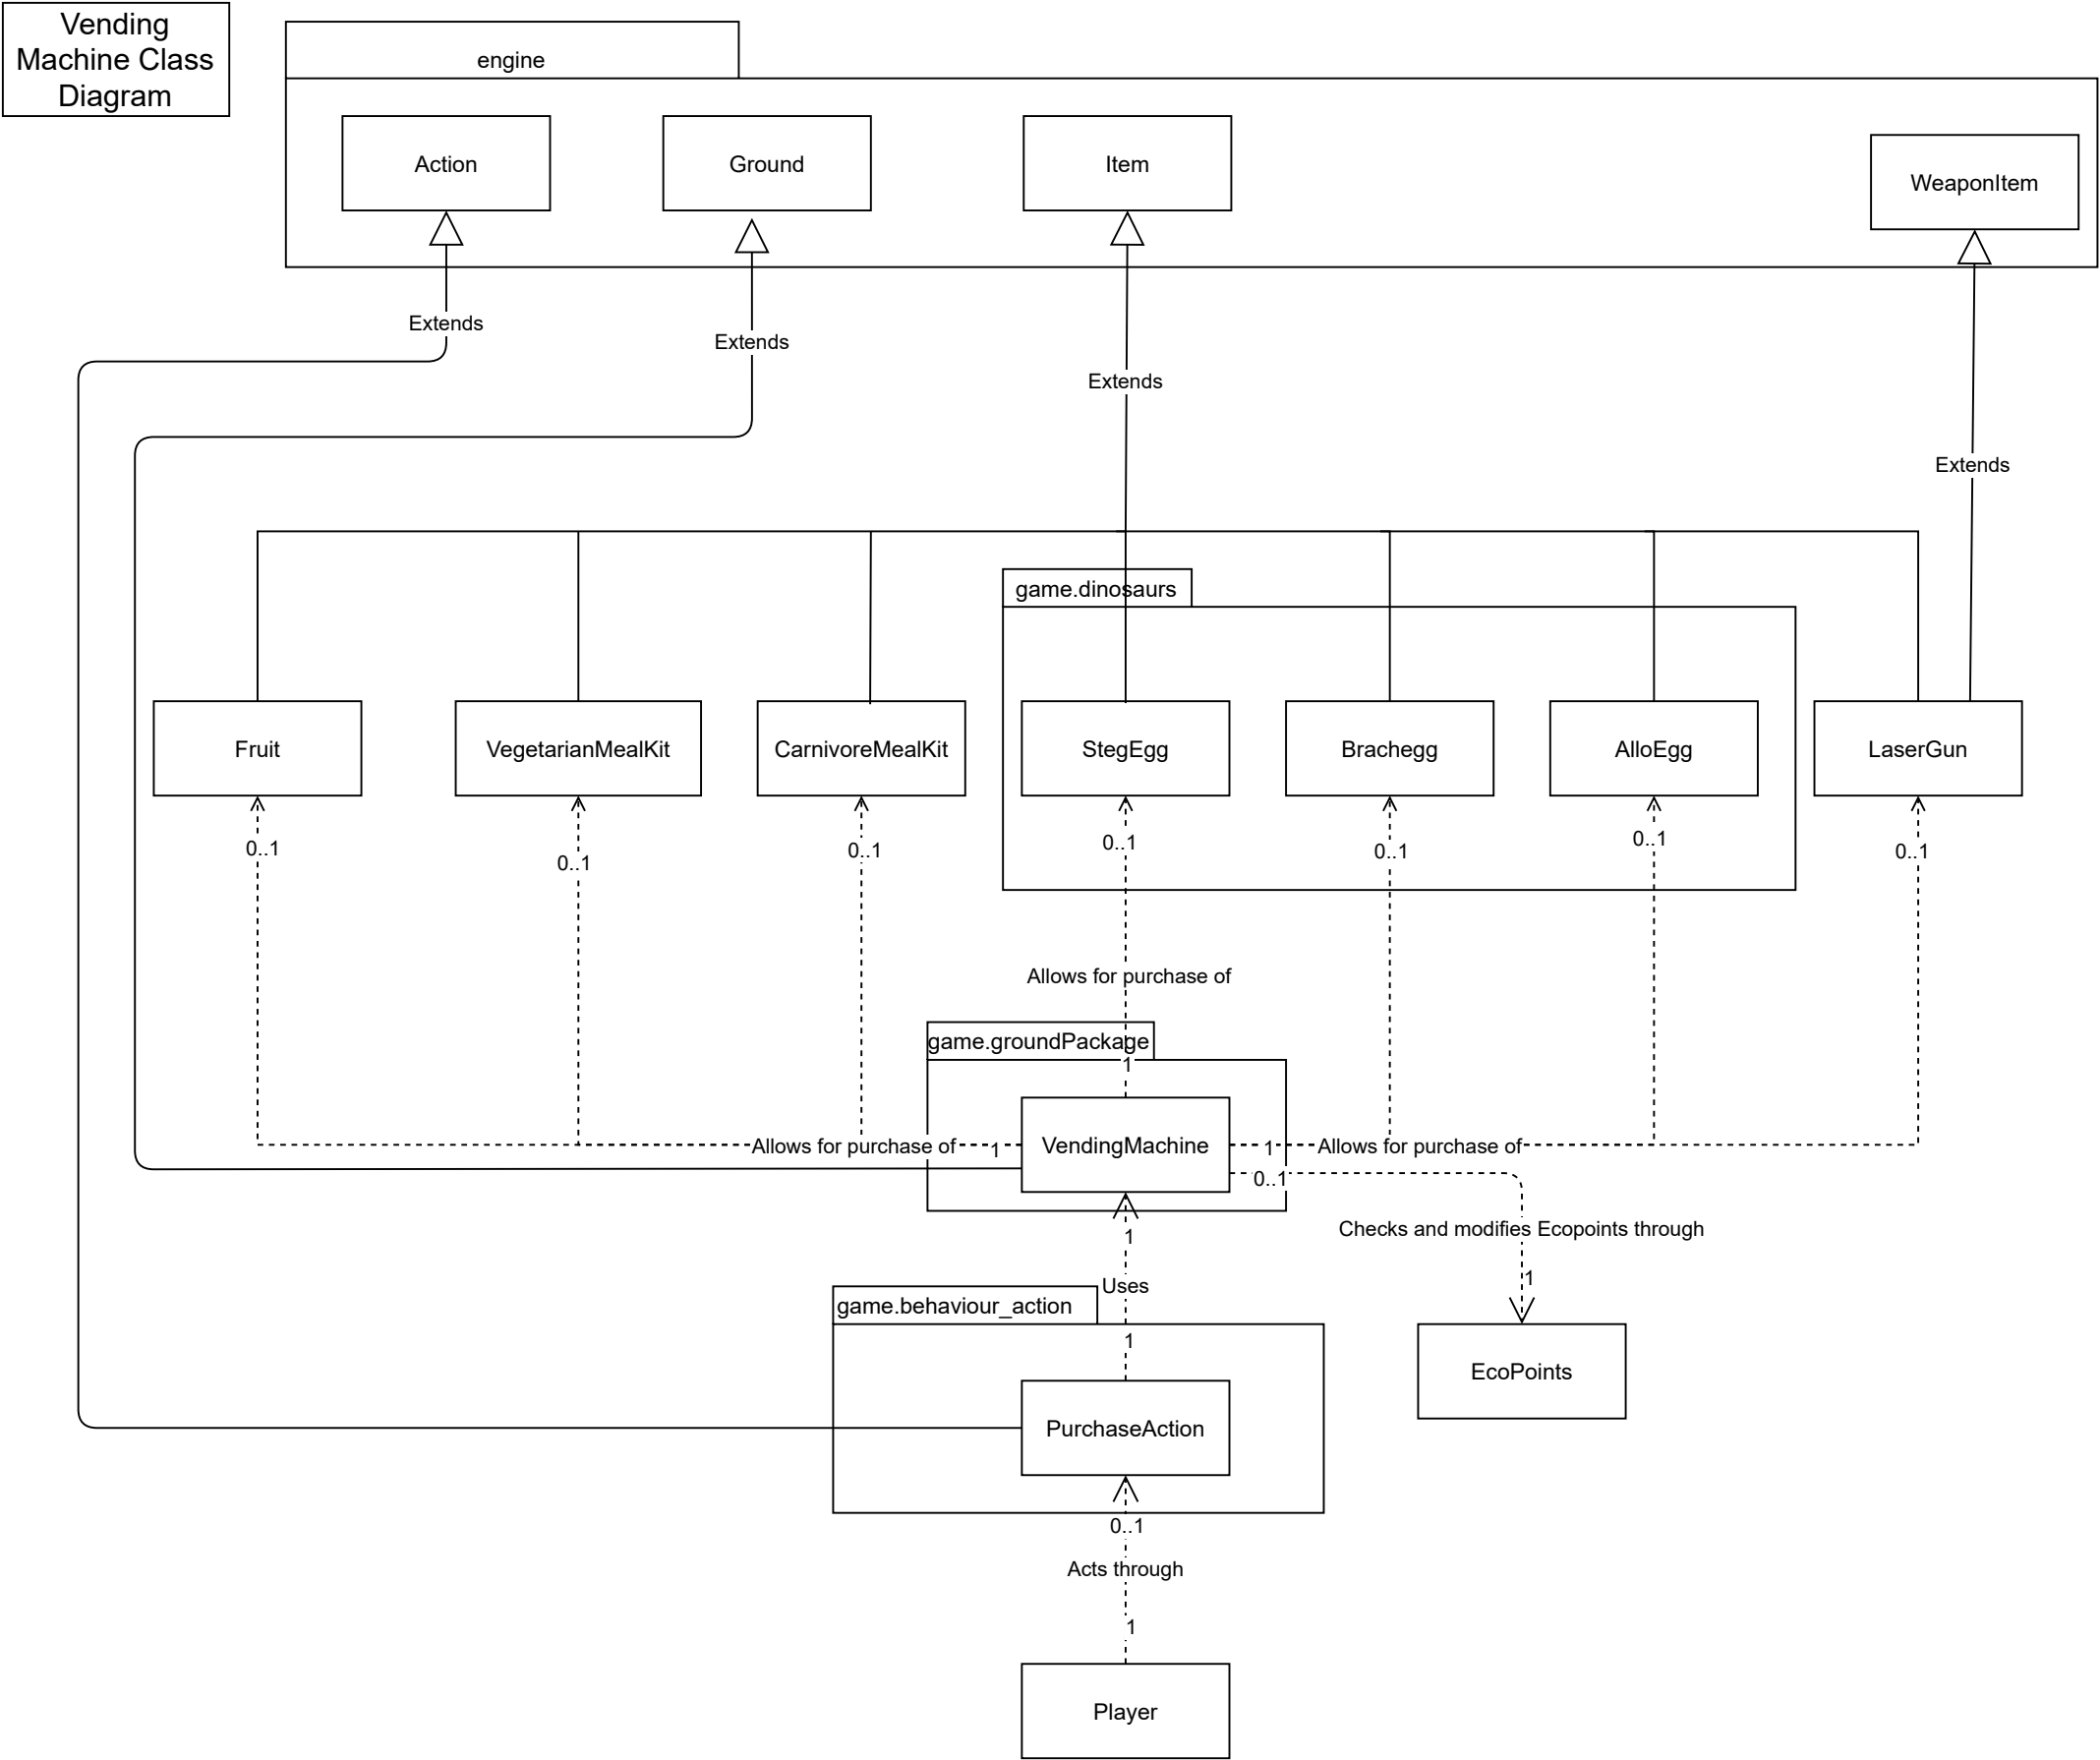 Vending
Machine Class
Diagram
engine
Action
Ground
Item
WeaponItem
Extends
Extends
Extends
Extends
game.dinosaurs
Fruit
VegetarianMealKit
CarnivoreMealKit
StegEgg
Brachegg
AlloEgg
LaserGun
0..1
0..1
0..1
0..1
0..1
0..1
0..1
Allows for purchase of
game.groundPackage
1
Allows for purchase of
1
VendingMachine
1
Allows for purchase of
0..1
Checks and modifies Ecopoints through
1
1
Uses
game.behaviour_action
1
EcoPoints
PurchaseAction
0..1
Acts through
1
Player